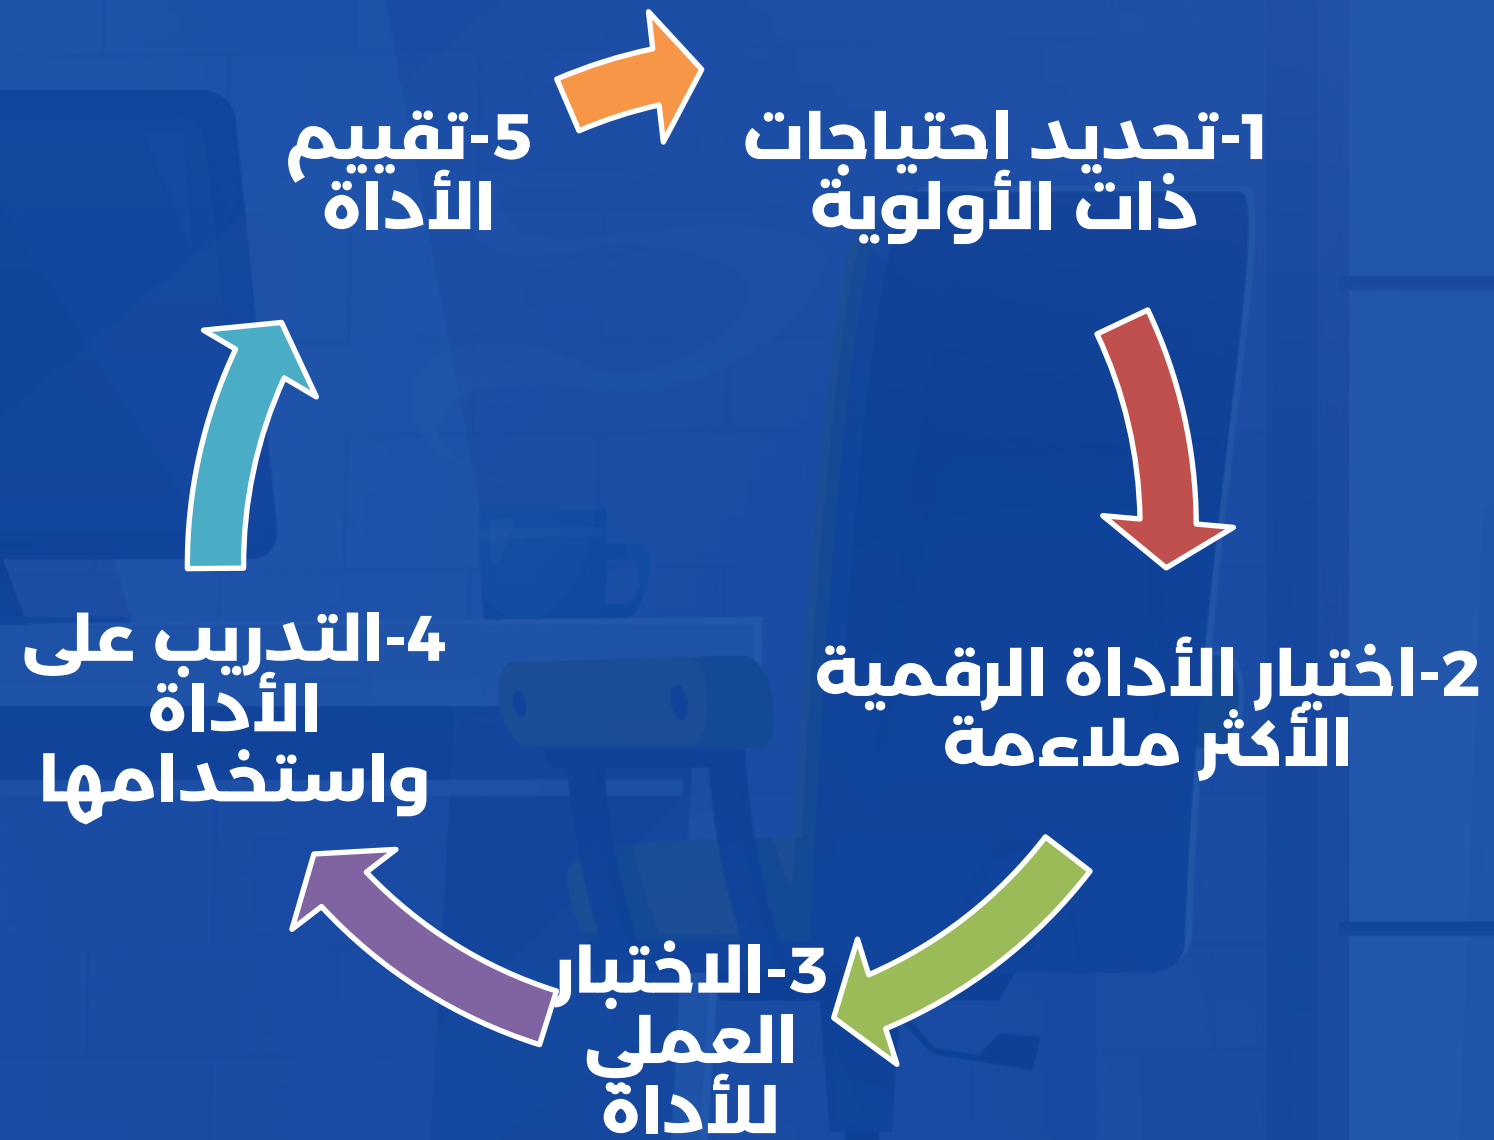 1-تحديد احتياجات
ذات الأولوية
2-اختيار الأداة الرقمية
الأكثر ملاءمة
3-الاختبار
العملي
للأداة
4-التدريب على
الأداة
واستخدامها
5-تقييم
الأداة